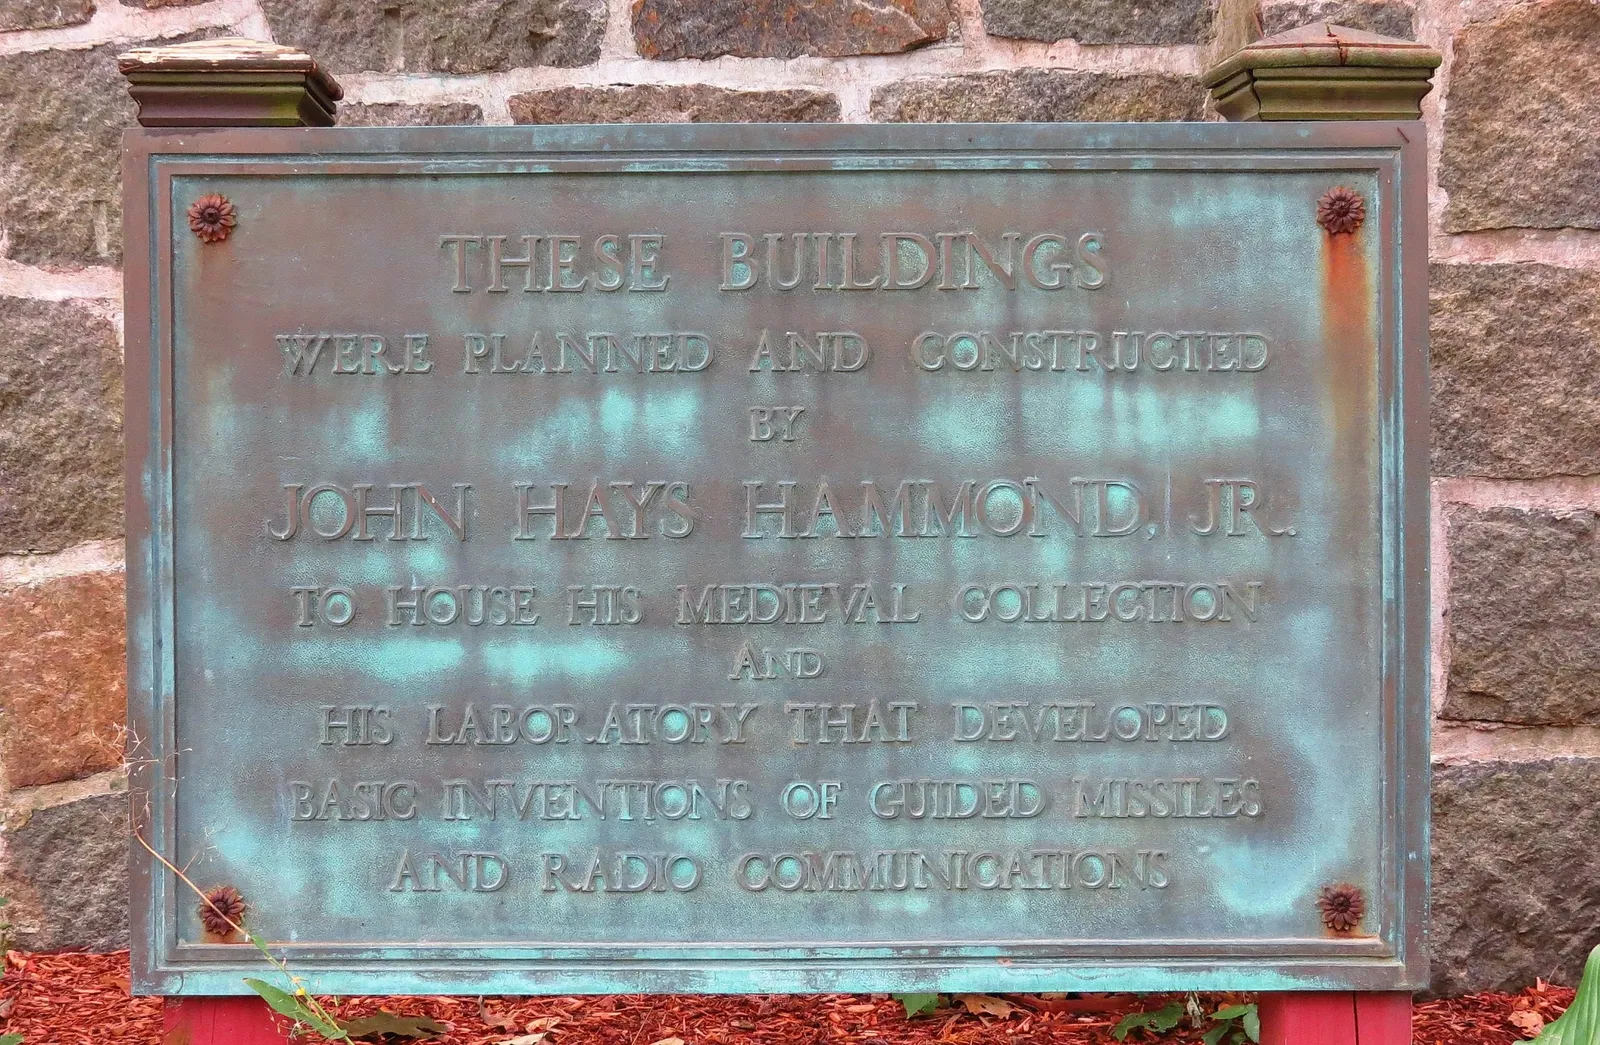 THESE BUILDINGS
WERE PLANNED AND CONSTRUCTED
BY
JOHN HAYS HAMMOND, JR.
TO HOUSE HIS MEDIEVAL COLLECTION
AND
HIS LABORATORY THAT DEVELOPED
BASIC INVENTIONS OF GUIDED MISSILES
AND RADIO COMMUNICATIONS